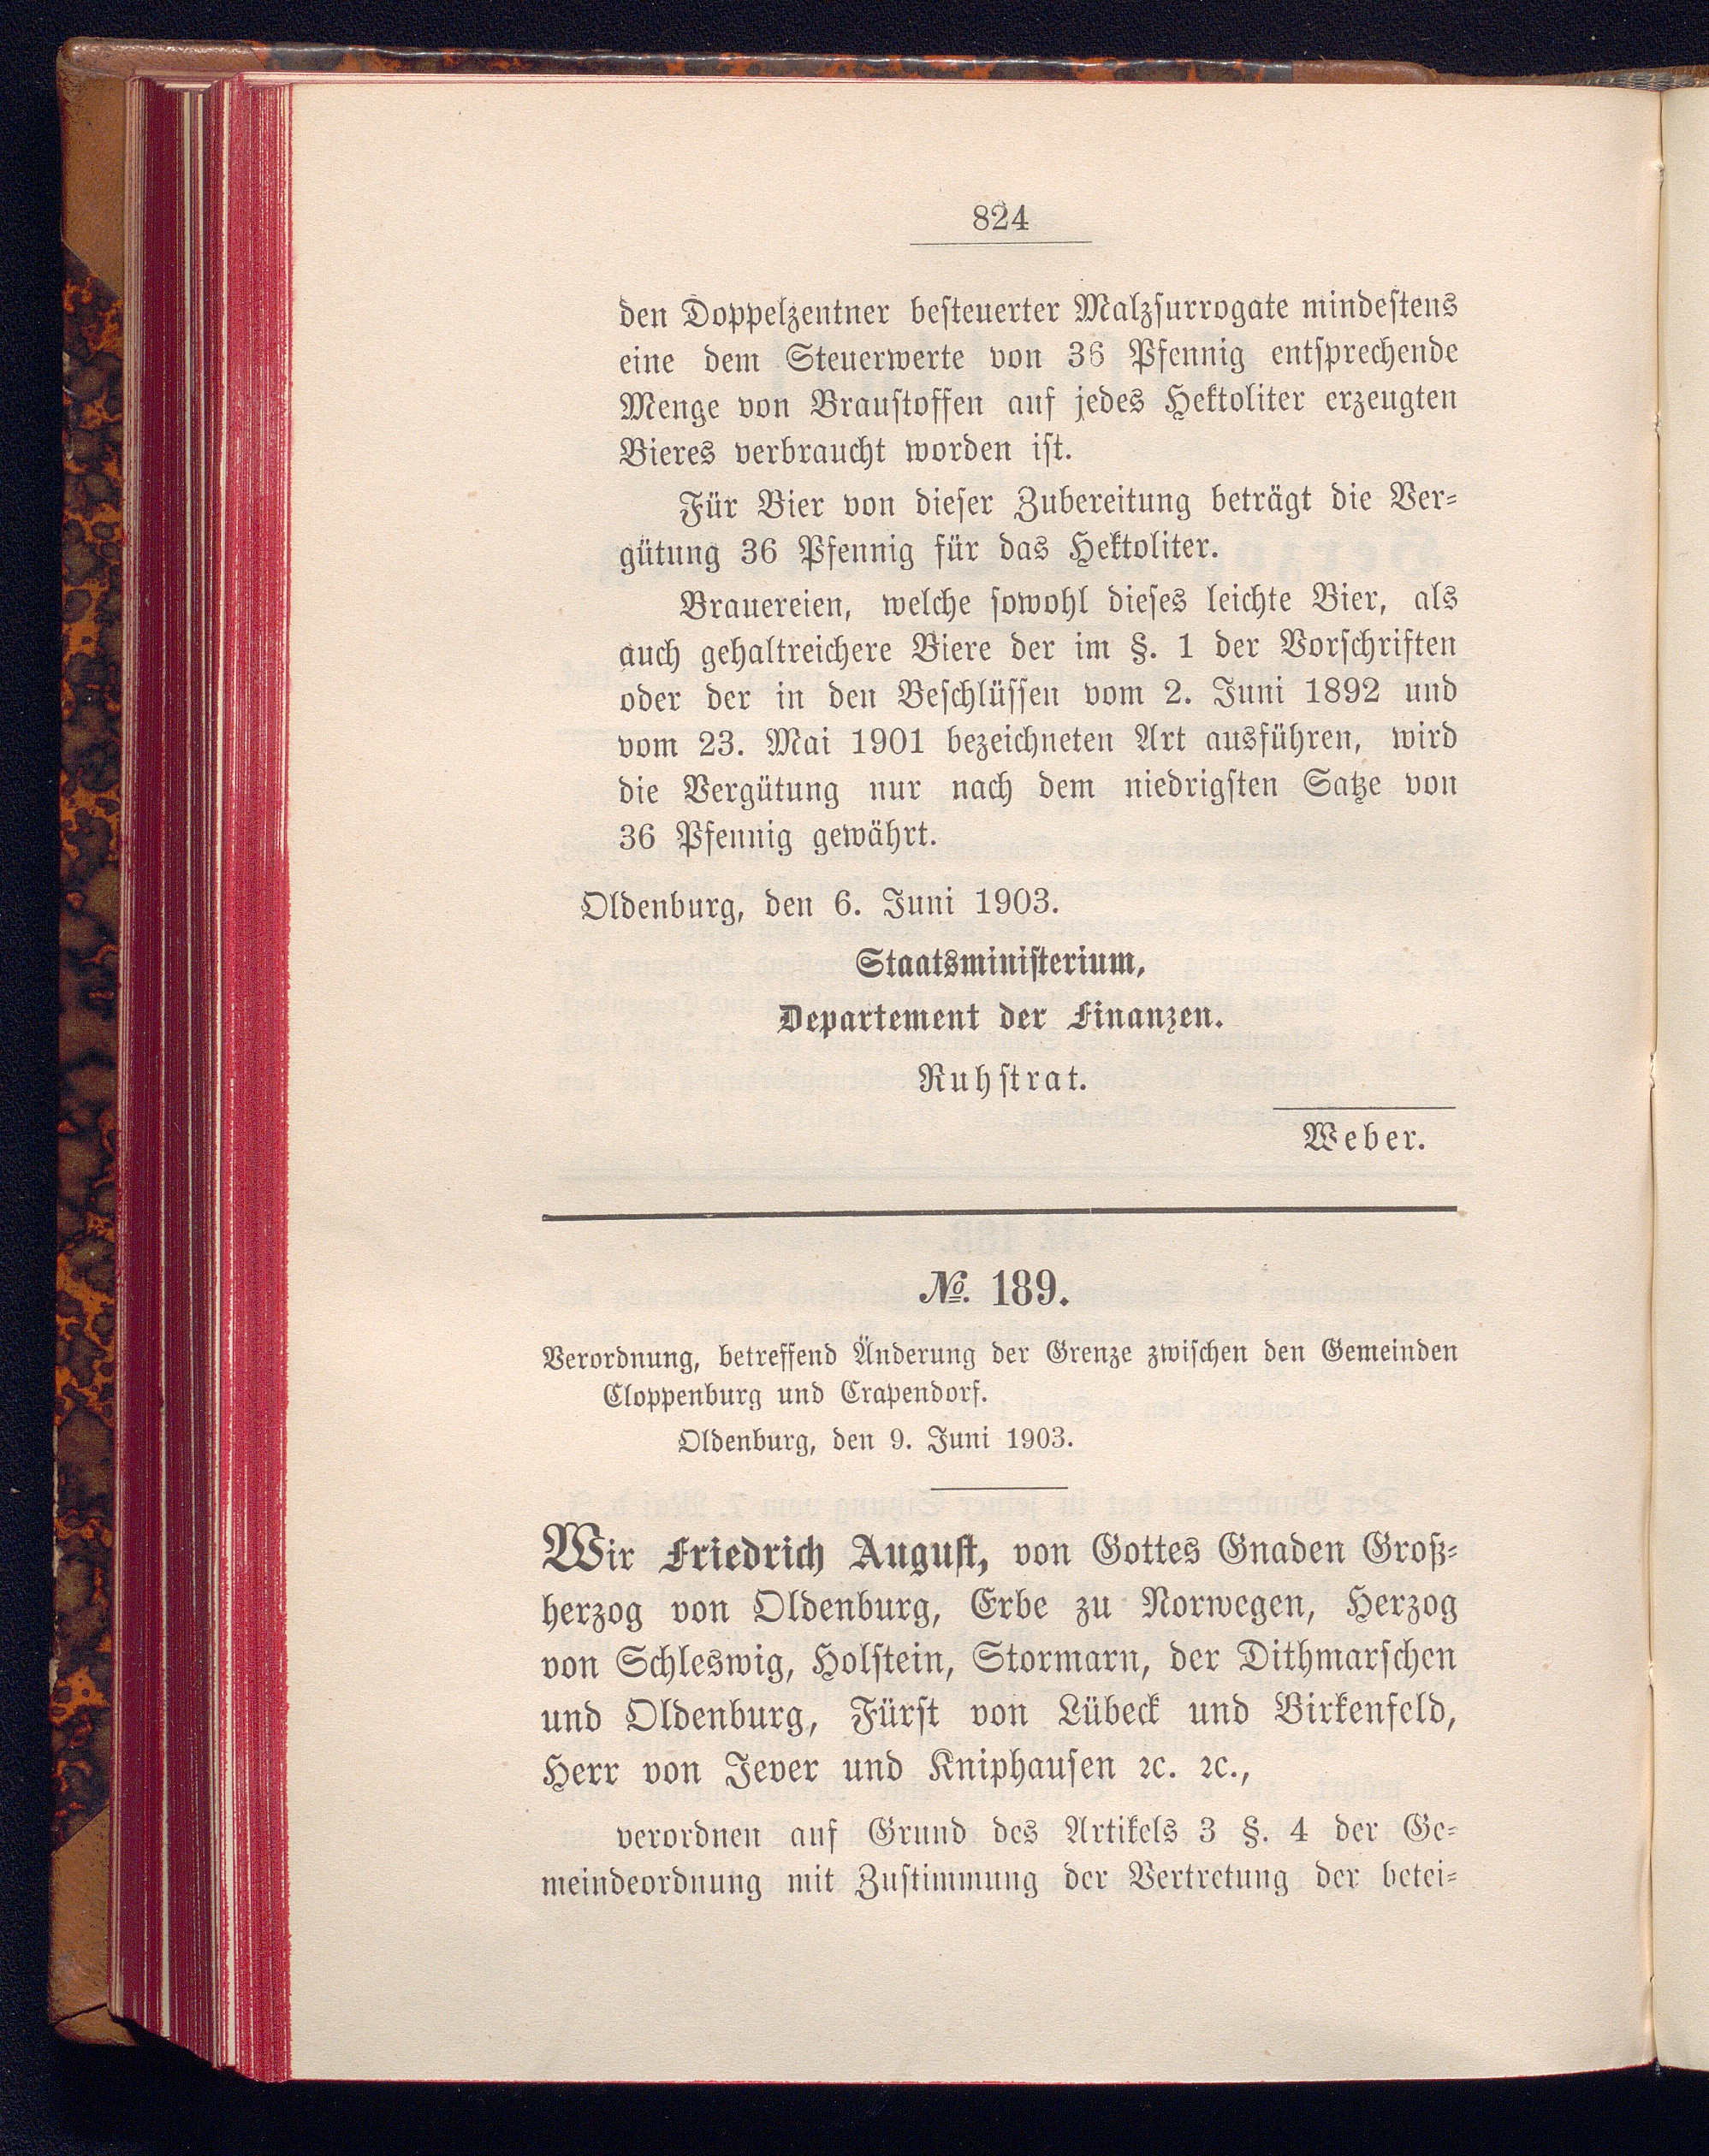 824
den Doppelzentner besteuerter Malzsurrogate mindestens
eine dem Steuerwerte von 36 Pfennig entsprechende
Menge von Braustoffen auf jedes Hektoliter erzeugten
Bieres verbraucht worden ist.
Für Bier von dieser Zubereitung beträgt die Ver-
gütung 36 Pfennig für das Hektoliter.
Brauereien, welche sowohl dieses leichte Bier, als
auch gehaltreichere Biere der im §. 1 der Vorschriften
oder der in den Beschlüssen vom 2. Juni 1892 und
vom 23. Mai 1901 bezeichneten Art ausführen, wird
die Vergütung nur nach dem niedrigsten Satze von
36 Pfennig gewährt.
Oldenburg, den 6. Juni 1903.
Staatsministerium,
Departement der Finanzen.
Ruhstrat.
Weber.
№. 189.
Verordnung, betreffend Änderung der Grenze zwischen den Gemeinden
Cloppenburg und Crapendorf.
Oldenburg, den 9. Juni 1903.
Wir Friedrich August, von Gottes Gnaden Groß-
herzog von Oldenburg, Erbe zu Norwegen, Herzog
von Schleswig, Holstein, Stormarn, der Dithmarschen
und Oldenburg, Fürst von Lübeck und Birkenfeld,
Herr von Jever und Kniphausen ꝛc. ꝛc.,
verordnen auf Grund des Artikels 3 §. 4 der Ge-
meindeordnung mit Zustimmung der Vertretung der betei-